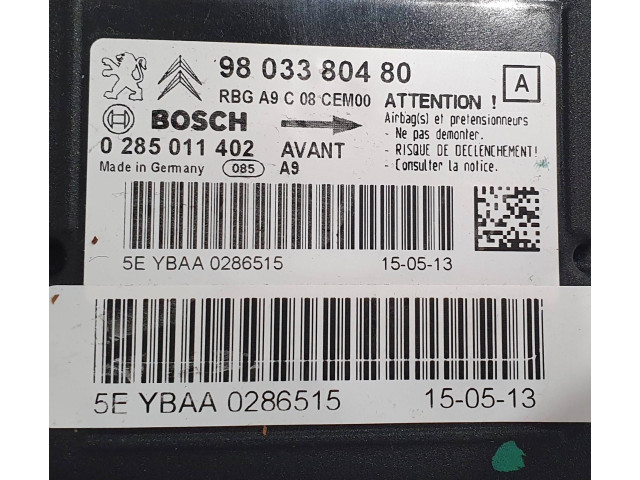 98 033 804 80
A
RBG A9 C 08 CEM00
ATTENTION !
BOSCH
Airbag(s) et pretensionneurs
- Ne pas demonter.
- RISQUE DE DECLENCHEMENT!
- Consulter la notice.
0 285 011 402
AVANT
Made in Germany
085
A9
5E YBAA 0286515
15-05-13
5E YBAA 0286515
15-05-13